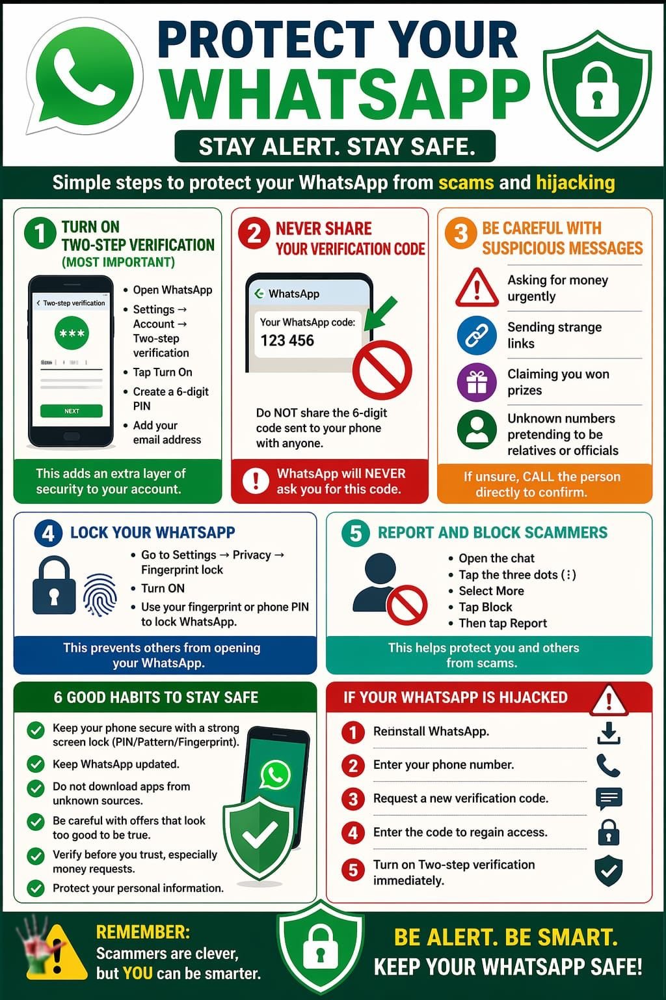 PROTECT YOUR
WHATSAPP
STAY ALERT. STAY SAFE.
Simple steps to protect your WhatsApp from scams and hijacking
1 TURN ON
TWO-STEP VERIFICATION
(MOST IMPORTANT)
< Two-step verification
***
NEXT
• Open WhatsApp
• Settings →
Account →
Two-step
verification
• Tap Turn On
• Create a 6-digit
PIN
• Add your
email address
This adds an extra layer of
security to your account.
2 NEVER SHARE
YOUR VERIFICATION CODE
WhatsApp
Your WhatsApp code:
123 456
Do NOT share the 6-digit
code sent to your phone
with anyone.
! WhatsApp will NEVER
ask you for this code.
3 BE CAREFUL WITH
SUSPICIOUS MESSAGES
Asking for money
urgently
Sending strange
links
Claiming you won
prizes
Unknown numbers
pretending to be
relatives or officials
If unsure, CALL the person
directly to confirm.
4 LOCK YOUR WHATSAPP
• Go to Settings → Privacy →
Fingerprint lock
• Turn ON
• Use your fingerprint or phone PIN
to lock WhatsApp.
This prevents others from opening
your WhatsApp.
5 REPORT AND BLOCK SCAMMERS
• Open the chat
• Tap the three dots (⋮)
• Select More
• Tap Block
• Then tap Report
This helps protect you and others
from scams.
6 GOOD HABITS TO STAY SAFE
Keep your phone secure with a strong
screen lock (PIN/Pattern/Fingerprint).
Keep WhatsApp updated.
Do not download apps from
unknown sources.
Be careful with offers that look
too good to be true.
Verify before you trust, especially
money requests.
Protect your personal information.
IF YOUR WHATSAPP IS HIJACKED
1 Reinstall WhatsApp.
2 Enter your phone number.
3 Request a new verification code.
4 Enter the code to regain access.
5 Turn on Two-step verification
immediately.
REMEMBER:
Scammers are clever,
but YOU can be smarter.
BE ALERT. BE SMART.
KEEP YOUR WHATSAPP SAFE!